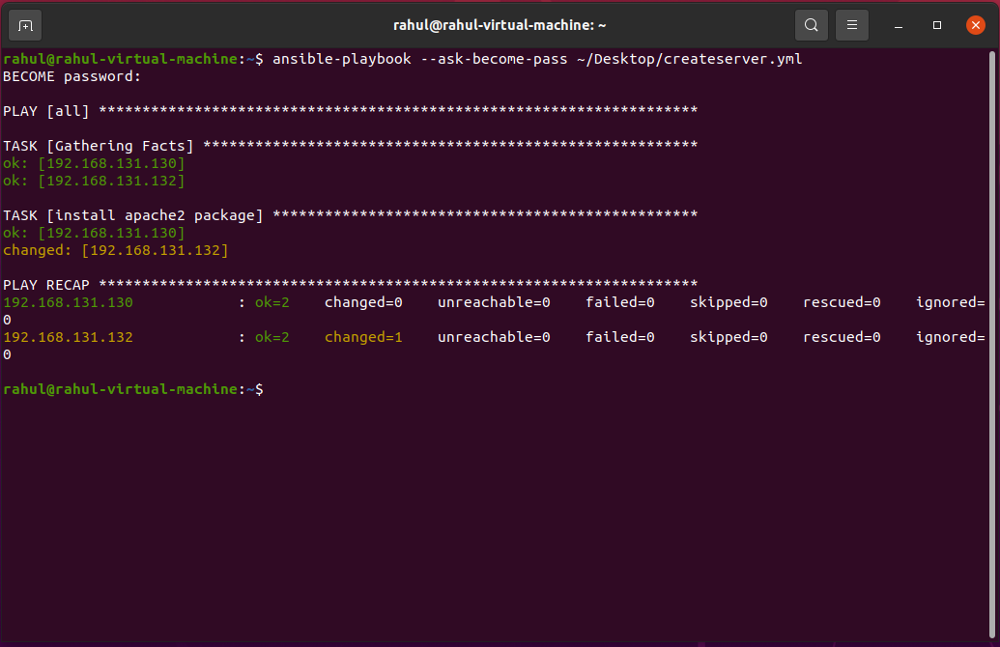 rahul@rahul-virtual-machine: ~
rahul@rahul-virtual-machine:~$ ansible-playbook --ask-become-pass ~/Desktop/createserver.yml
BECOME password:
PLAY [all] *********************************************************************
TASK [Gathering Facts] *********************************************************
ok: [192.168.131.130]
ok: [192.168.131.132]
TASK [install apache2 package] *************************************************
ok: [192.168.131.130]
changed: [192.168.131.132]
PLAY RECAP *********************************************************************
192.168.131.130            : ok=2    changed=0    unreachable=0    failed=0    skipped=0    rescued=0    ignored=
0
192.168.131.132            : ok=2    changed=1    unreachable=0    failed=0    skipped=0    rescued=0    ignored=
0
rahul@rahul-virtual-machine:~$